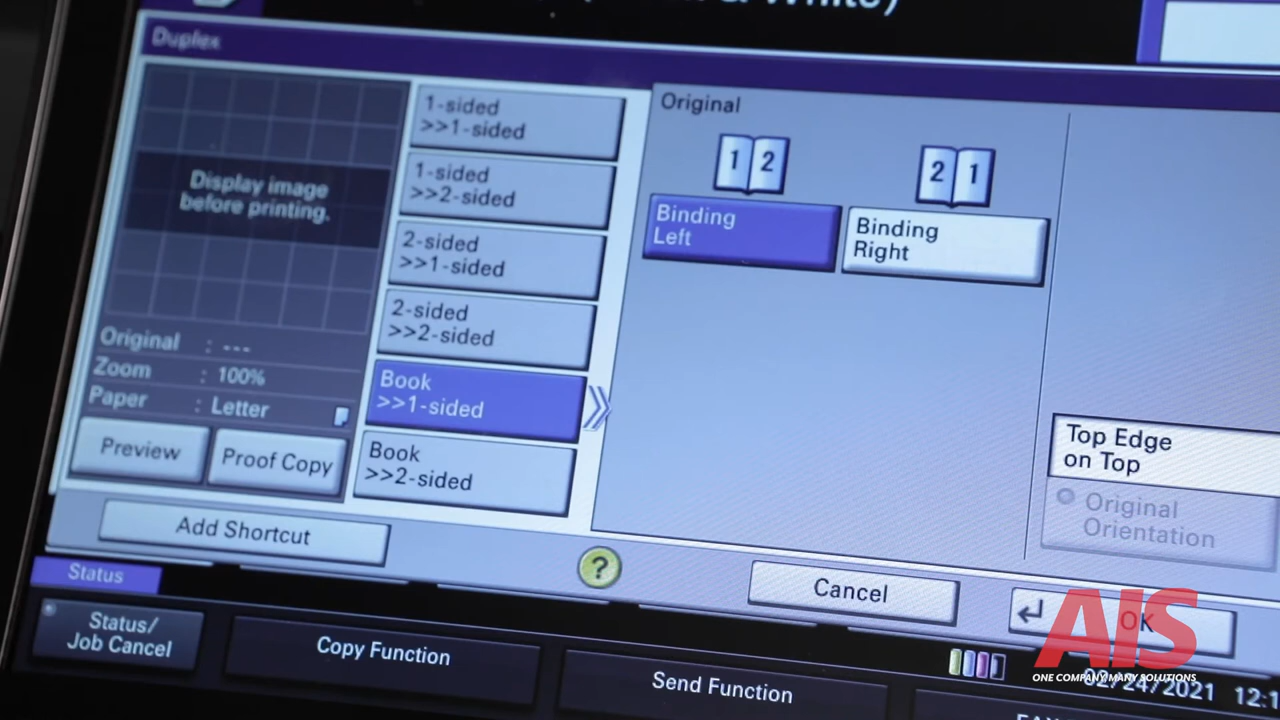 & White)
Duplex
Display image
before printing.
Original : ---
Zoom : 100%
Paper : Letter
Preview
Proof Copy
Add Shortcut
1-sided
>>1-sided
1-sided
>>2-sided
2-sided
>>1-sided
2-sided
>>2-sided
Book
>>1-sided
Book
>>2-sided
Original
1 2
2 1
Binding
Left
Binding
Right
Top Edge
on Top
Original
Orientation
?
Cancel
OK
Status
Status/
Job Cancel
Copy Function
Send Function
02/24/2021
AIS
ONE COMPANY, MANY SOLUTIONS